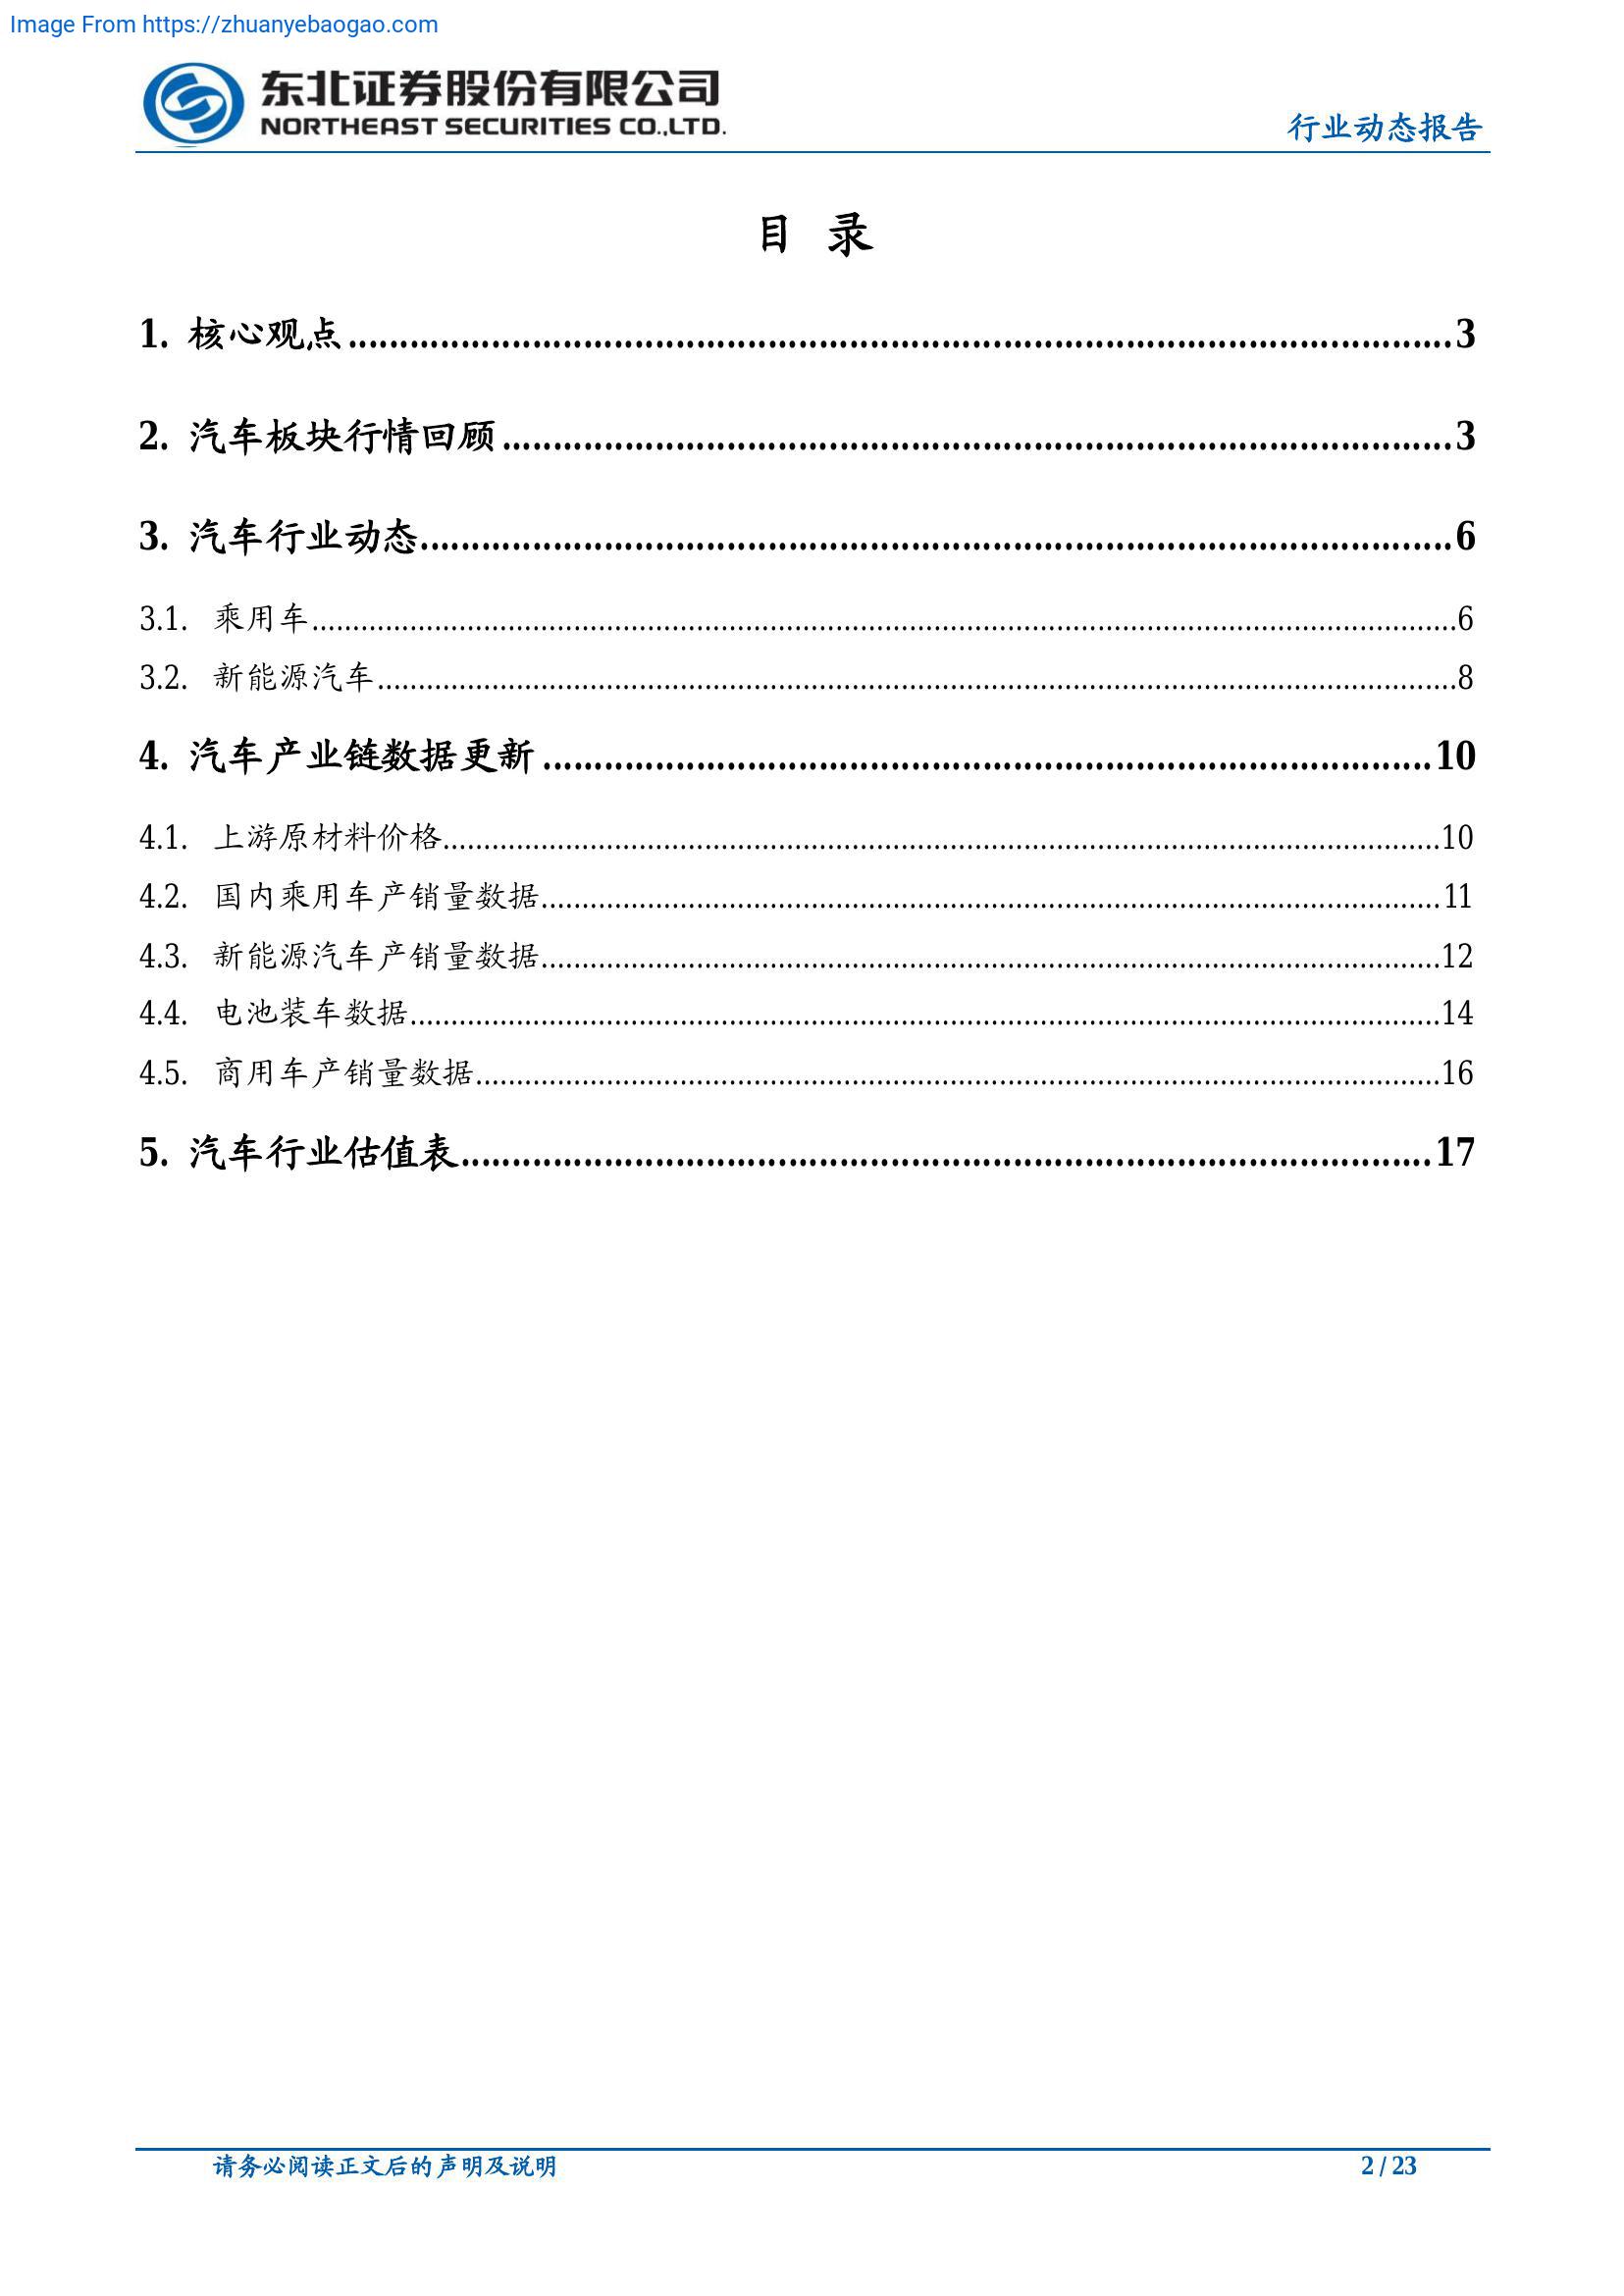 Image From https://zhuanyebaogao.com
东北证券股份有限公司
NORTHEAST SECURITIES CO.,LTD.
行业动态报告
目 录
1. 核心观点 3
2. 汽车板块行情回顾 3
3. 汽车行业动态 6
3.1. 乘用车 6
3.2. 新能源汽车 8
4. 汽车产业链数据更新 10
4.1. 上游原材料价格 10
4.2. 国内乘用车产销量数据 11
4.3. 新能源汽车产销量数据 12
4.4. 电池装车数据 14
4.5. 商用车产销量数据 16
5. 汽车行业估值表 17
请务必阅读正文后的声明及说明 2 / 23